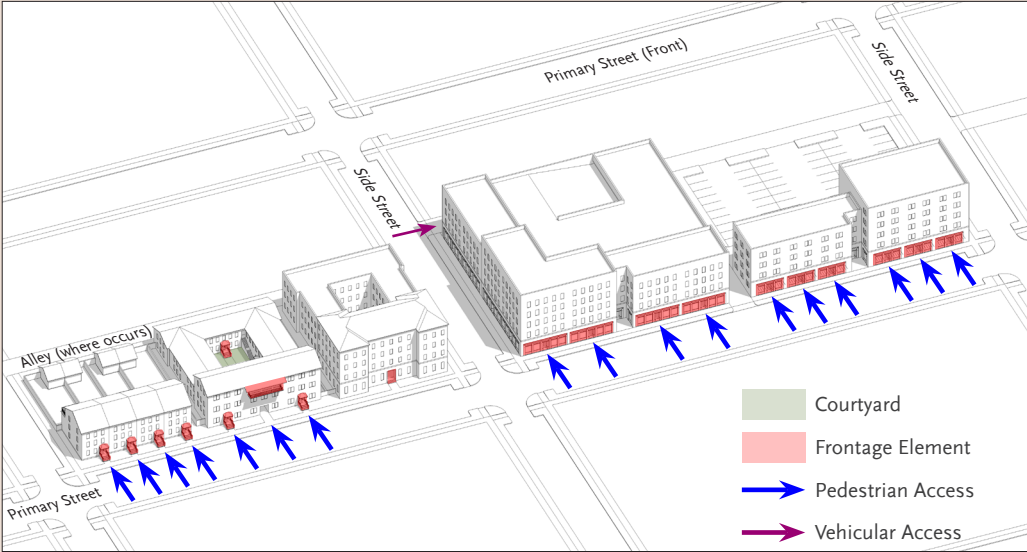 Primary Street (Front)
Side Street
Side Street
Alley (where occurs)
Primary Street
Courtyard
Frontage Element
Pedestrian Access
Vehicular Access